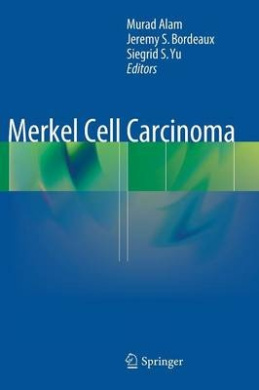 Murad Alam
Jeremy S. Bordeaux
Siegrid S. Yu
Editors
Merkel Cell Carcinoma
Springer